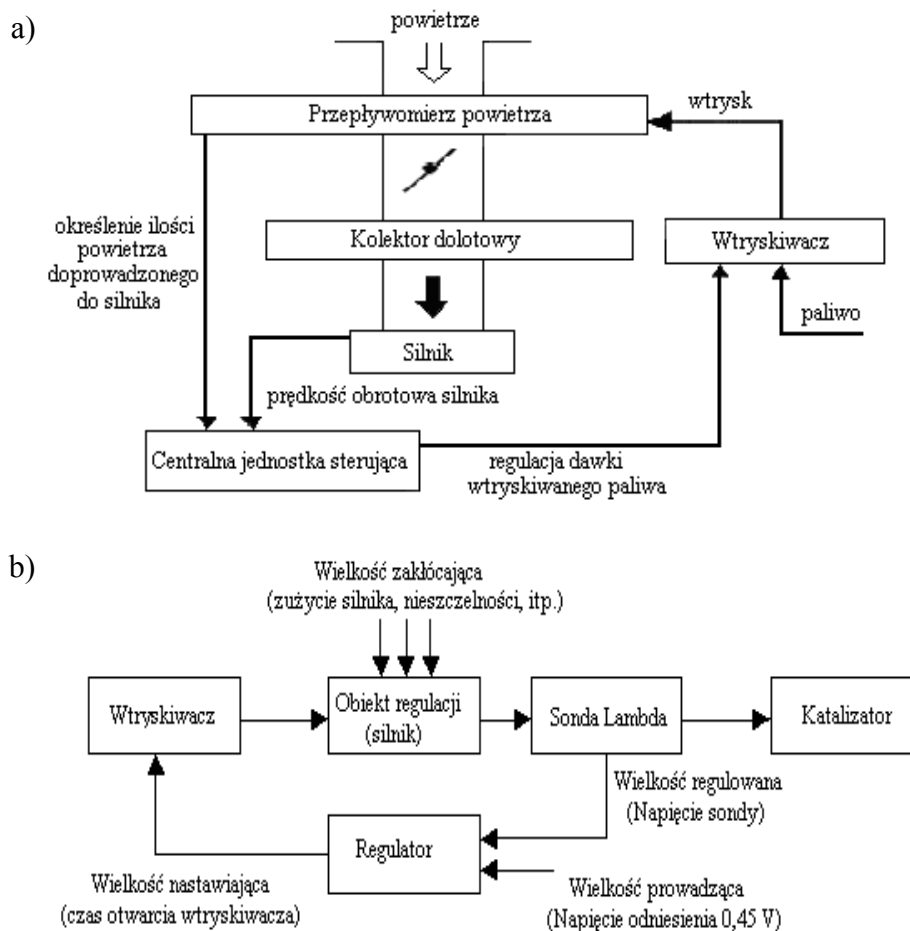 a)
powietrze
Przepływomierz powietrza
wtrysk
określenie ilości
powietrza
doprowadzonego
do silnika
Kolektor dolotowy
Wtryskiwacz
paliwo
Silnik
prędkość obrotowa silnika
Centralna jednostka sterująca
regulacja dawki
wtryskiwanego paliwa
b)
Wielkość zakłócająca
(zużycie silnika, nieszczelności, itp.)
Wtryskiwacz
Obiekt regulacji
(silnik)
Sonda Lambda
Katalizator
Wielkość regulowana
(Napięcie sondy)
Regulator
Wielkość nastawiająca
(czas otwarcia wtryskiwacza)
Wielkość prowadząca
(Napięcie odniesienia 0,45 V)